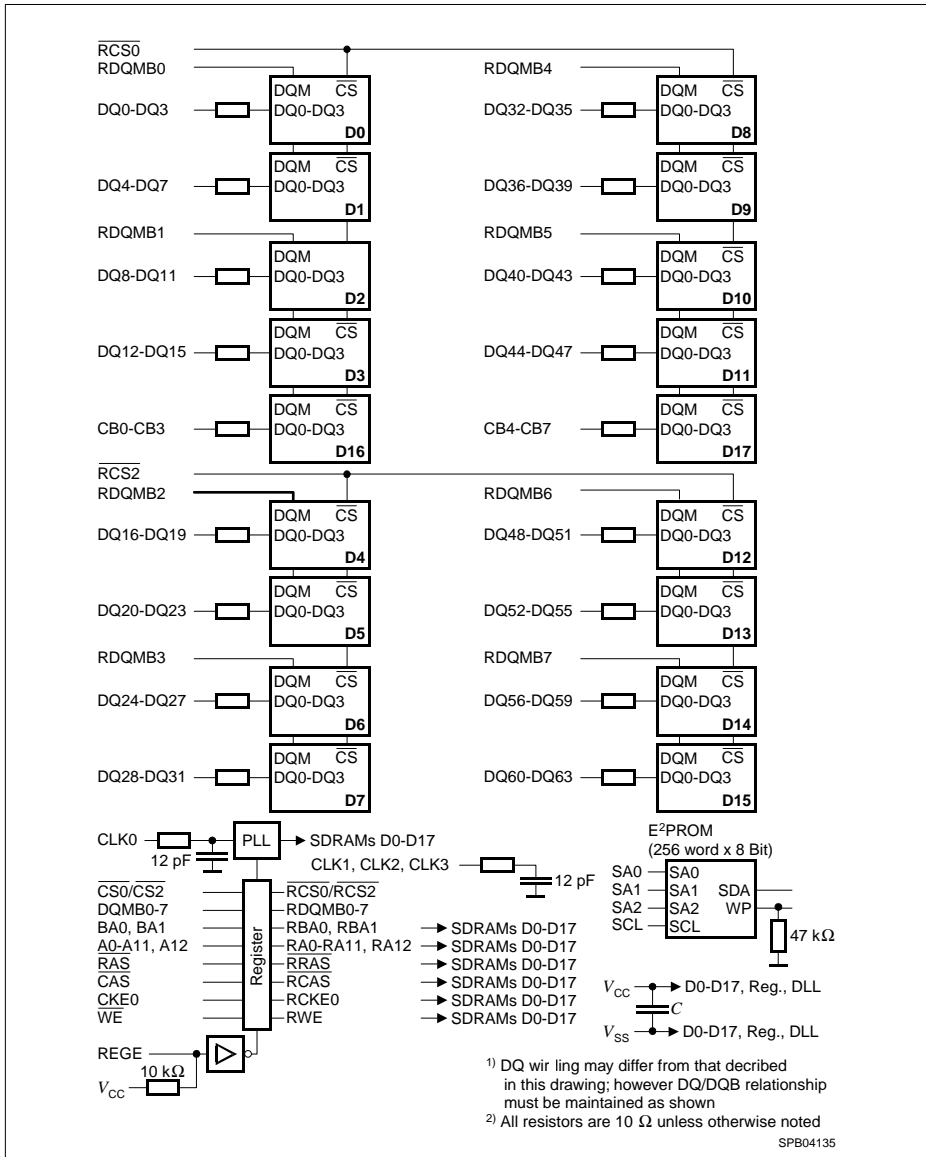 RCS0
RDQMB0 RDQMB4
DQM CS DQM CS
DQ0-DQ3 DQ0-DQ3 DQ32-DQ35 DQ0-DQ3
D0 D8
DQM CS DQM CS
DQ4-DQ7 DQ0-DQ3 DQ36-DQ39 DQ0-DQ3
D1 D9
RDQMB1 RDQMB5
DQM DQM CS
DQ8-DQ11 DQ0-DQ3 DQ40-DQ43 DQ0-DQ3
D2 D10
DQM CS DQM CS
DQ12-DQ15 DQ0-DQ3 DQ44-DQ47 DQ0-DQ3
D3 D11
DQM CS DQM CS
CB0-CB3 DQ0-DQ3 CB4-CB7 DQ0-DQ3
D16 D17
RCS2
RDQMB2 RDQMB6
DQM CS DQM CS
DQ16-DQ19 DQ0-DQ3 DQ48-DQ51 DQ0-DQ3
D4 D12
DQM CS DQM CS
DQ20-DQ23 DQ0-DQ3 DQ52-DQ55 DQ0-DQ3
D5 D13
RDQMB3 RDQMB7
DQM CS DQM CS
DQ24-DQ27 DQ0-DQ3 DQ56-DQ59 DQ0-DQ3
D6 D14
DQM CS DQM CS
DQ28-DQ31 DQ0-DQ3 DQ60-DQ63 DQ0-DQ3
D7 D15
CLK0 PLL SDRAMs D0-D17
12 pF
CLK1, CLK2, CLK3
12 pF
E²PROM
(256 word x 8 Bit)
SA0 SA0
SA1 SA1 SDA
SA2 SA2 WP
SCL SCL
47 kΩ
CS0/CS2 RCS0/RCS2
DQMB0-7 RDQMB0-7
BA0, BA1 RBA0, RBA1 SDRAMs D0-D17
A0-A11, A12 RA0-RA11, RA12 SDRAMs D0-D17
RAS RRAS SDRAMs D0-D17
CAS RCAS SDRAMs D0-D17
CKE0 RCKE0 SDRAMs D0-D17
WE RWE SDRAMs D0-D17
Register
VCC D0-D17, Reg., DLL
C
VSS D0-D17, Reg., DLL
REGE
10 kΩ
VCC
1) DQ wir ling may differ from that decribed
in this drawing; however DQ/DQB relationship
must be maintained as shown
2) All resistors are 10 Ω unless otherwise noted
SPB04135